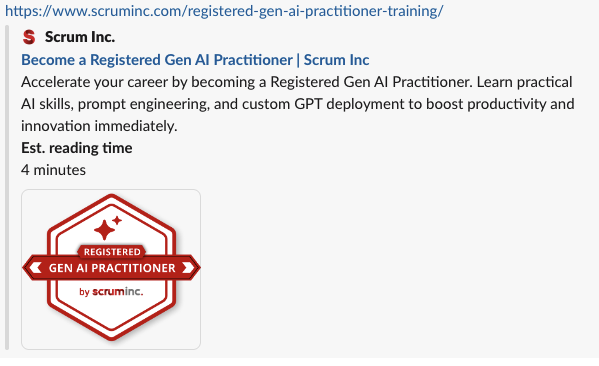 https://www.scruminc.com/registered-gen-ai-practitioner-training/
Scrum Inc.
Become a Registered Gen AI Practitioner | Scrum Inc
Accelerate your career by becoming a Registered Gen AI Practitioner. Learn practical
AI skills, prompt engineering, and custom GPT deployment to boost productivity and
innovation immediately.
Est. reading time
4 minutes
REGISTERED
GEN AI PRACTITIONER
by scruminc.